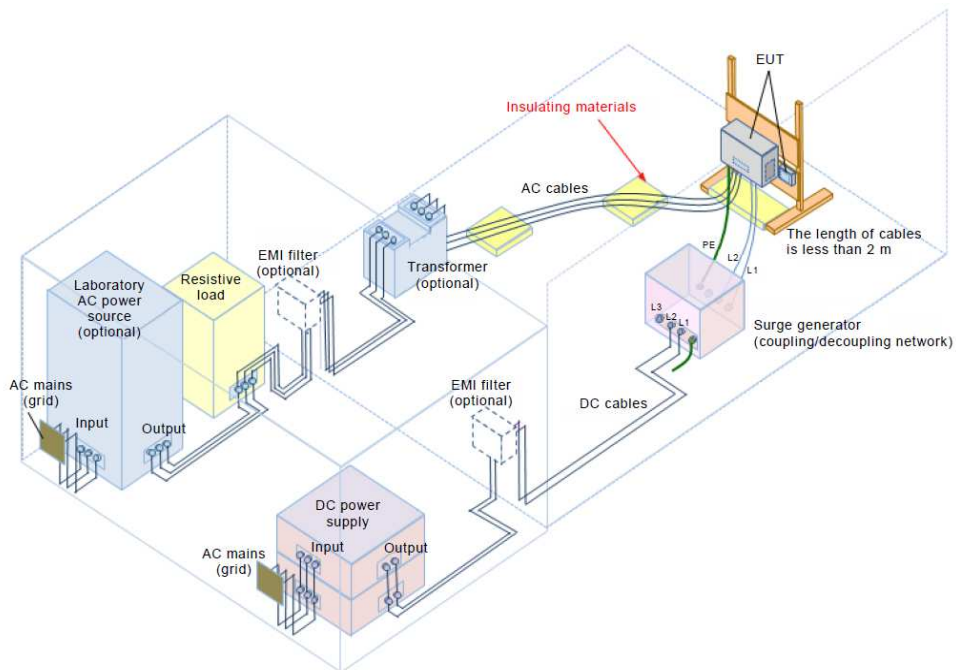 EUT
Insulating materials
AC cables
The length of cables
is less than 2 m
PE
L2
L1
EMI filter
(optional)
Transformer
(optional)
Laboratory
AC power
source
(optional)
Resistive
load
L3
L2
L1
Surge generator
(coupling/decoupling network)
AC mains
(grid)
Input
Output
EMI filter
(optional)
DC cables
DC power
supply
Input
Output
AC mains
(grid)